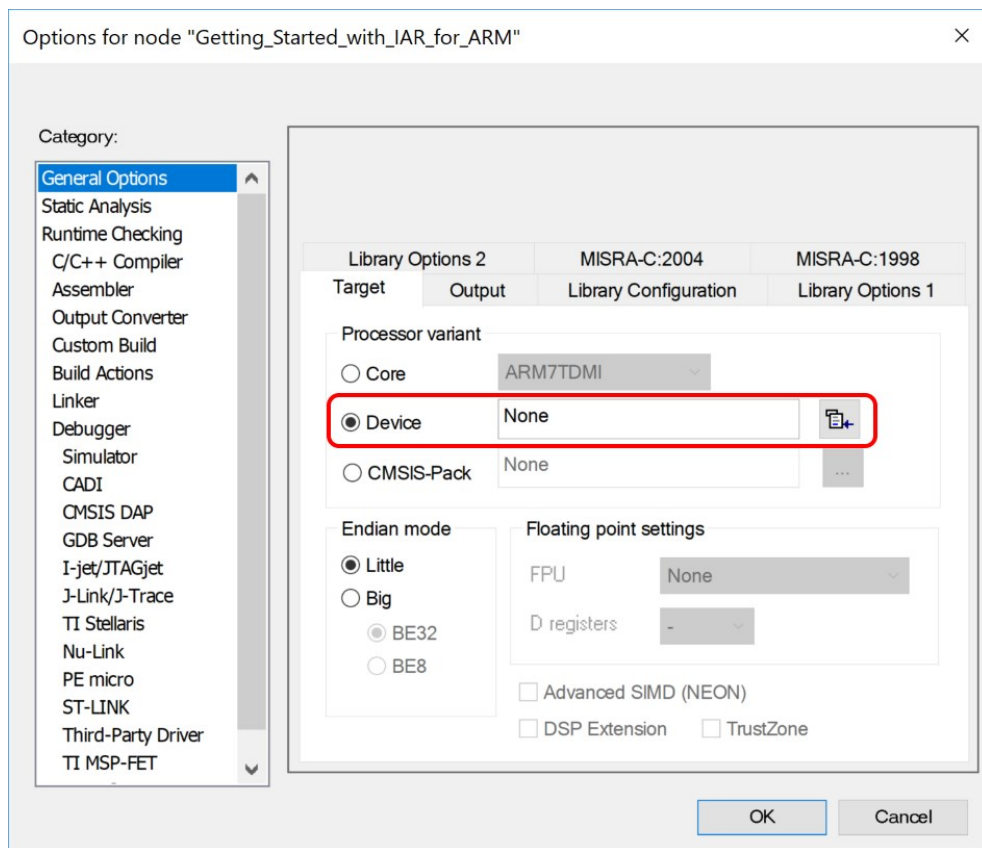 Options for node "Getting_Started_with_IAR_for_ARM"
Category:
General Options
Static Analysis
Runtime Checking
C/C++ Compiler
Assembler
Output Converter
Custom Build
Build Actions
Linker
Debugger
Simulator
CADI
CMSIS DAP
GDB Server
I-jet/JTAGjet
J-Link/J-Trace
TI Stellaris
Nu-Link
PE micro
ST-LINK
Third-Party Driver
TI MSP-FET
Library Options 2 MISRA-C:2004 MISRA-C:1998
Target Output Library Configuration Library Options 1
Processor variant
Core ARM7TDMI
Device None
CMSIS-Pack None ...
Endian mode
Little
Big
BE32
BE8
Floating point settings
FPU None
D registers -
Advanced SIMD (NEON)
DSP Extension TrustZone
OK Cancel